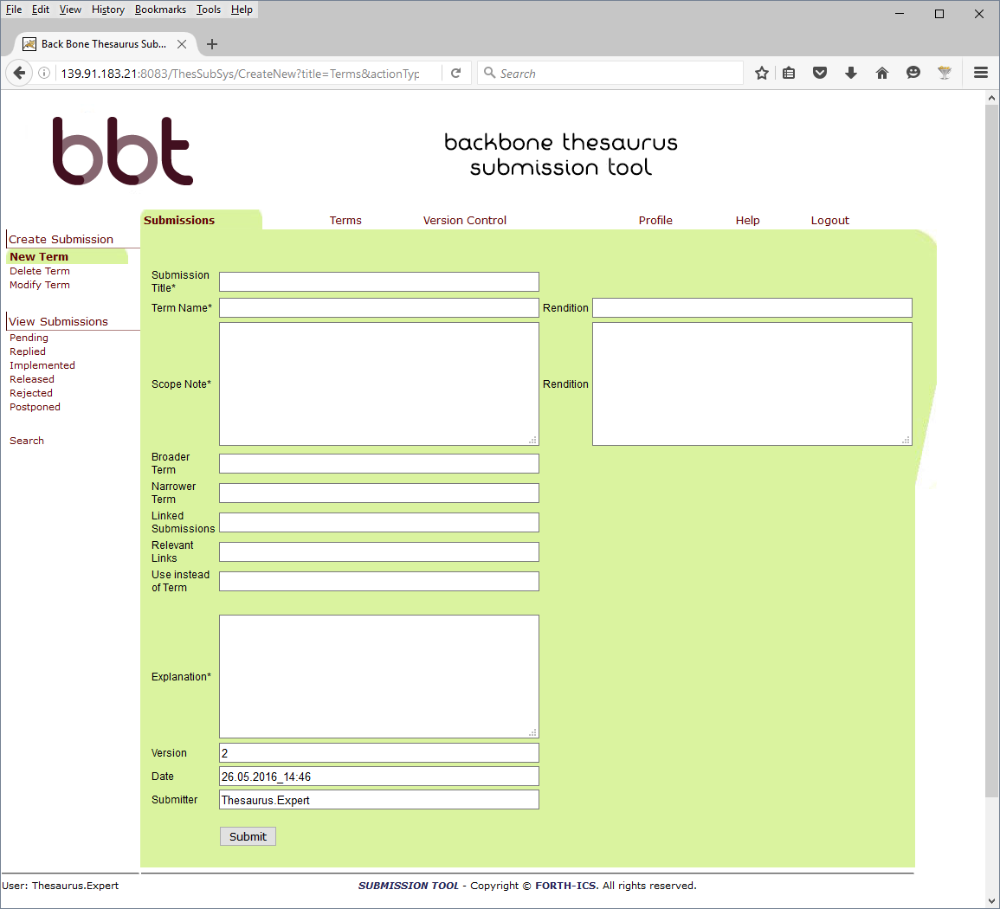 File Edit View History Bookmarks Tools Help
Back Bone Thesaurus Sub...
139.91.183.21:8083/ThesSubSys/CreateNew?title=Terms&actionTyp
Search
bbt
backbone thesaurus
submission tool
Submissions Terms Version Control Profile Help Logout
Create Submission
New Term
Delete Term
Modify Term
View Submissions
Pending
Replied
Implemented
Released
Rejected
Postponed
Search
Submission
Title*
Term Name* Rendition
Scope Note* Rendition
Broader
Term
Narrower
Term
Linked
Submissions
Relevant
Links
Use instead
of Term
Explanation*
Version 2
Date 26.05.2016_14:46
Submitter Thesaurus.Expert
Submit
User: Thesaurus.Expert
SUBMISSION TOOL - Copyright © FORTH-ICS. All rights reserved.